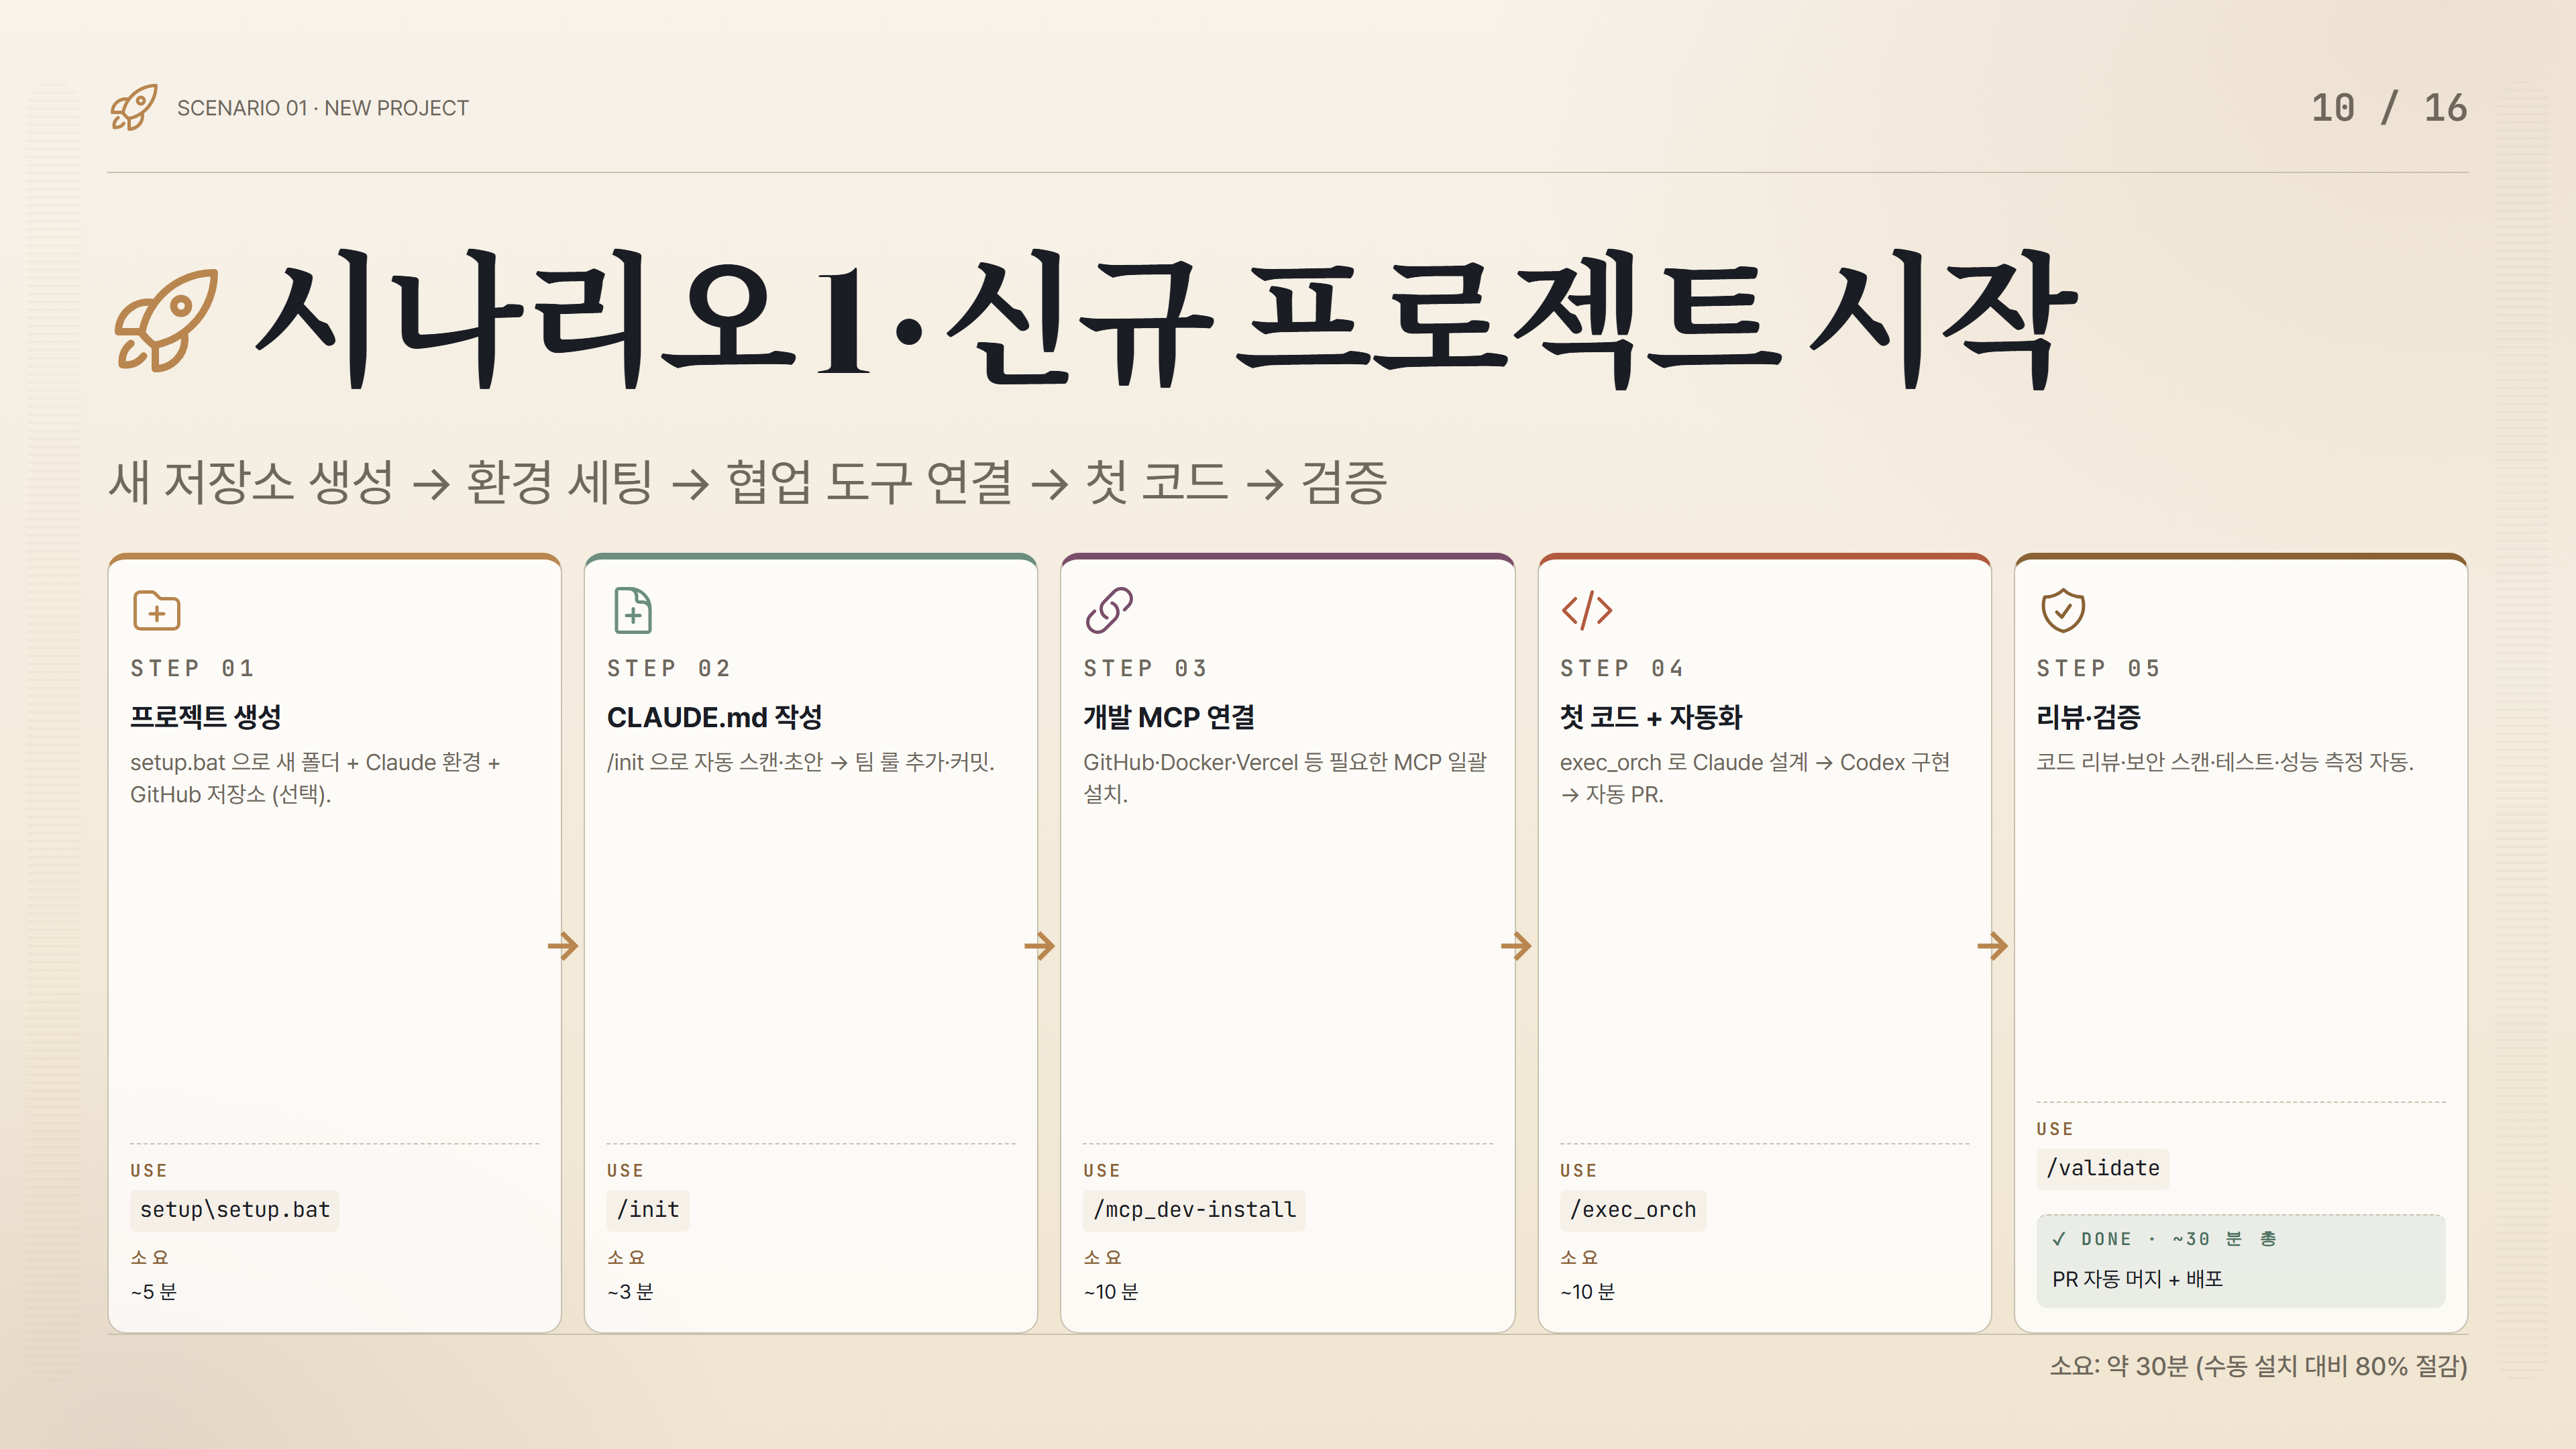 SCENARIO 01 · NEW PROJECT
10 / 16
시나리오 1 · 신규 프로젝트 시작
새 저장소 생성 → 환경 세팅 → 협업 도구 연결 → 첫 코드 → 검증
STEP 01
프로젝트 생성
setup.bat 으로 새 폴더 + Claude 환경 +
GitHub 저장소 (선택).
USE
setup\setup.bat
소요
~5 분
STEP 02
CLAUDE.md 작성
/init 으로 자동 스캔·초안 → 팀 룰 추가·커밋.
USE
/init
소요
~3 분
STEP 03
개발 MCP 연결
GitHub·Docker·Vercel 등 필요한 MCP 일괄
설치.
USE
/mcp_dev-install
소요
~10 분
STEP 04
첫 코드 + 자동화
exec_orch 로 Claude 설계 → Codex 구현
→ 자동 PR.
USE
/exec_orch
소요
~10 분
STEP 05
리뷰·검증
코드 리뷰·보안 스캔·테스트·성능 측정 자동.
USE
/validate
✓ DONE · ~30 분 총
PR 자동 머지 + 배포
소요: 약 30분 (수동 설치 대비 80% 절감)